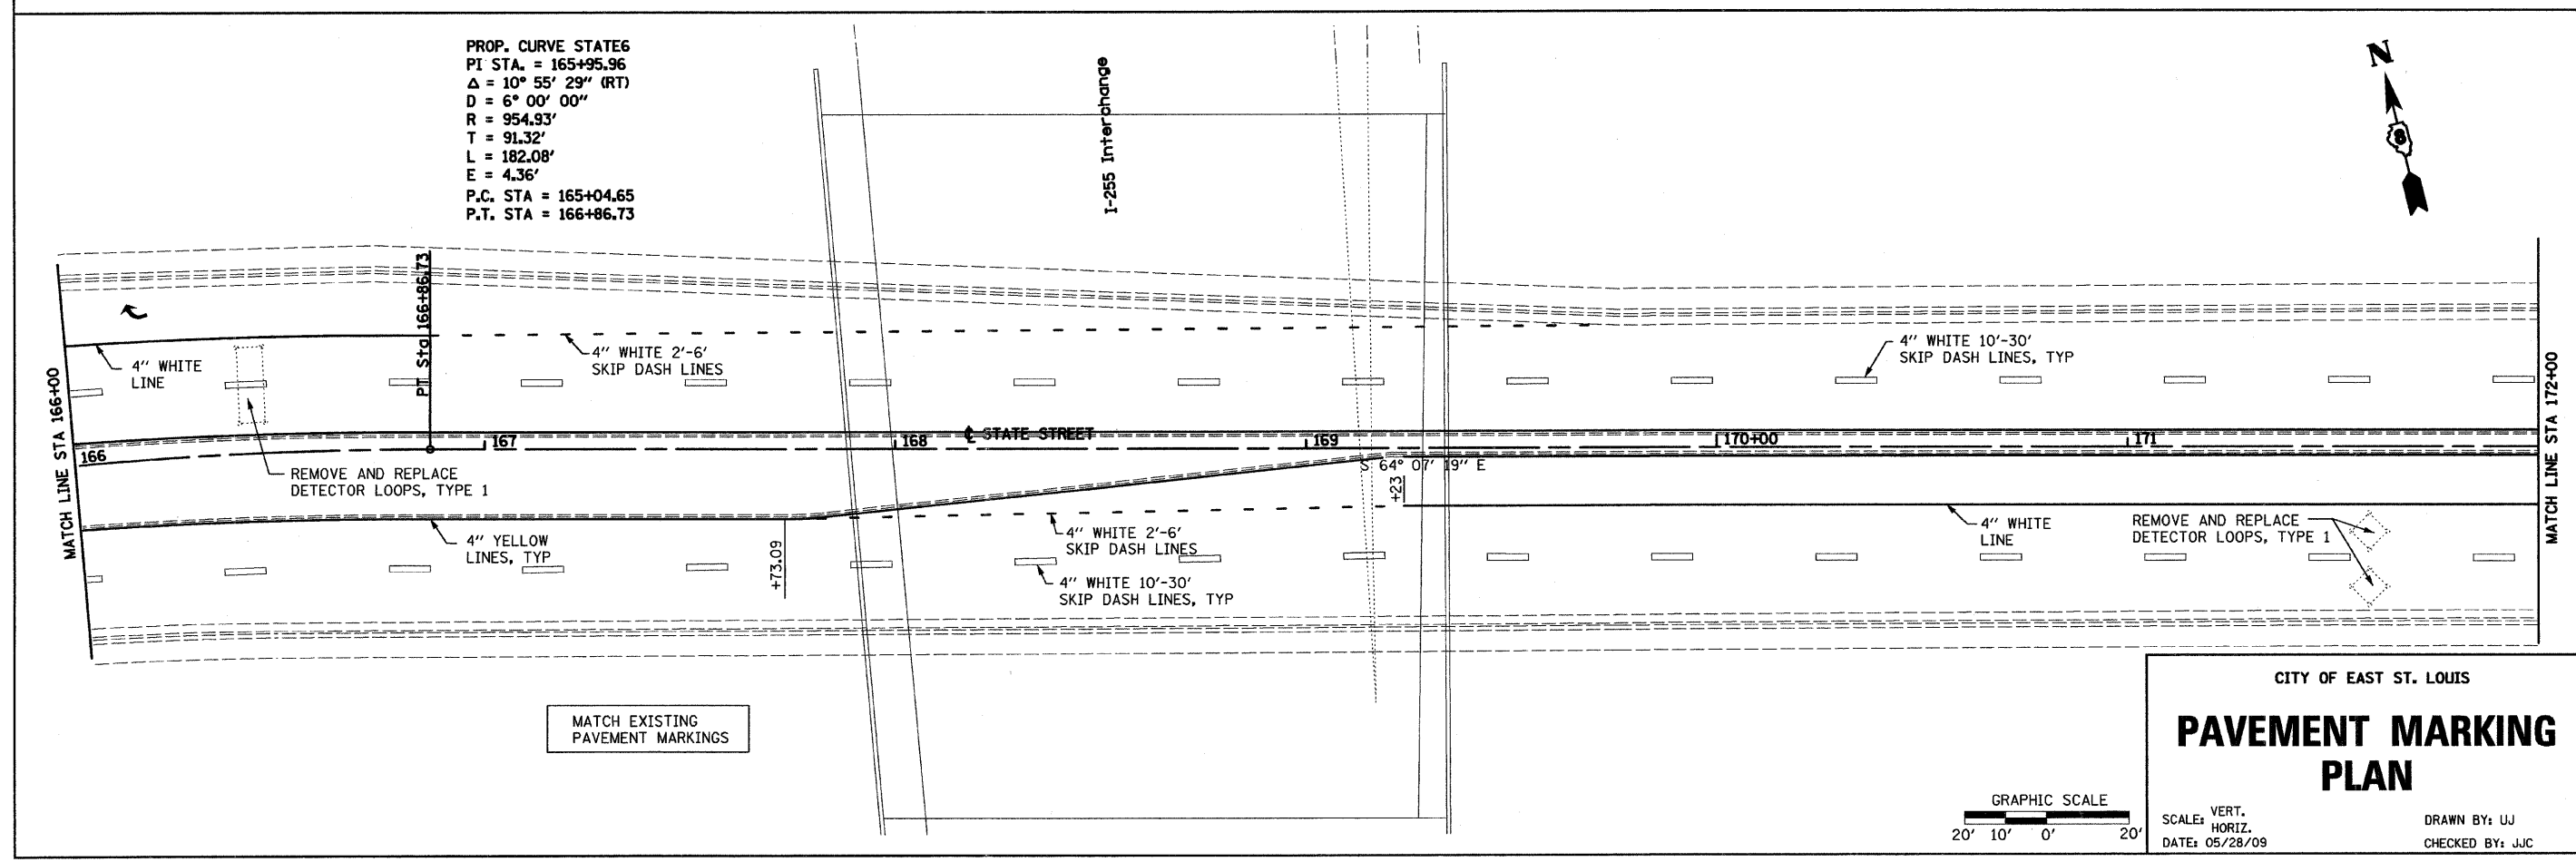 PROP. CURVE STATE6
PI STA. = 165+95.96
Δ = 10° 55' 29" (RT)
D = 6° 00' 00"
R = 954.93'
T = 91.32'
L = 182.08'
E = 4.36'
P.C. STA = 165+04.65
P.T. STA = 166+86.73
I-255 Interchange
N
8
MATCH LINE STA 166+00
PT Sta 166+86.73
4" WHITE
LINE
4" WHITE 2'-6'
SKIP DASH LINES
4" WHITE 10'-30'
SKIP DASH LINES, TYP
MATCH LINE STA 172+00
166
167
168
℄ STATE STREET
169
170+00
171
S 64° 07' 19" E
+23
REMOVE AND REPLACE
DETECTOR LOOPS, TYPE 1
4" YELLOW
LINES, TYP
+73.09
4" WHITE 2'-6'
SKIP DASH LINES
4" WHITE 10'-30'
SKIP DASH LINES, TYP
4" WHITE
LINE
REMOVE AND REPLACE
DETECTOR LOOPS, TYPE 1
MATCH EXISTING
PAVEMENT MARKINGS
GRAPHIC SCALE
20' 10' 0' 20'
CITY OF EAST ST. LOUIS
PAVEMENT MARKING
PLAN
SCALE: VERT.
HORIZ.
DRAWN BY: UJ
DATE: 05/28/09
CHECKED BY: JJC